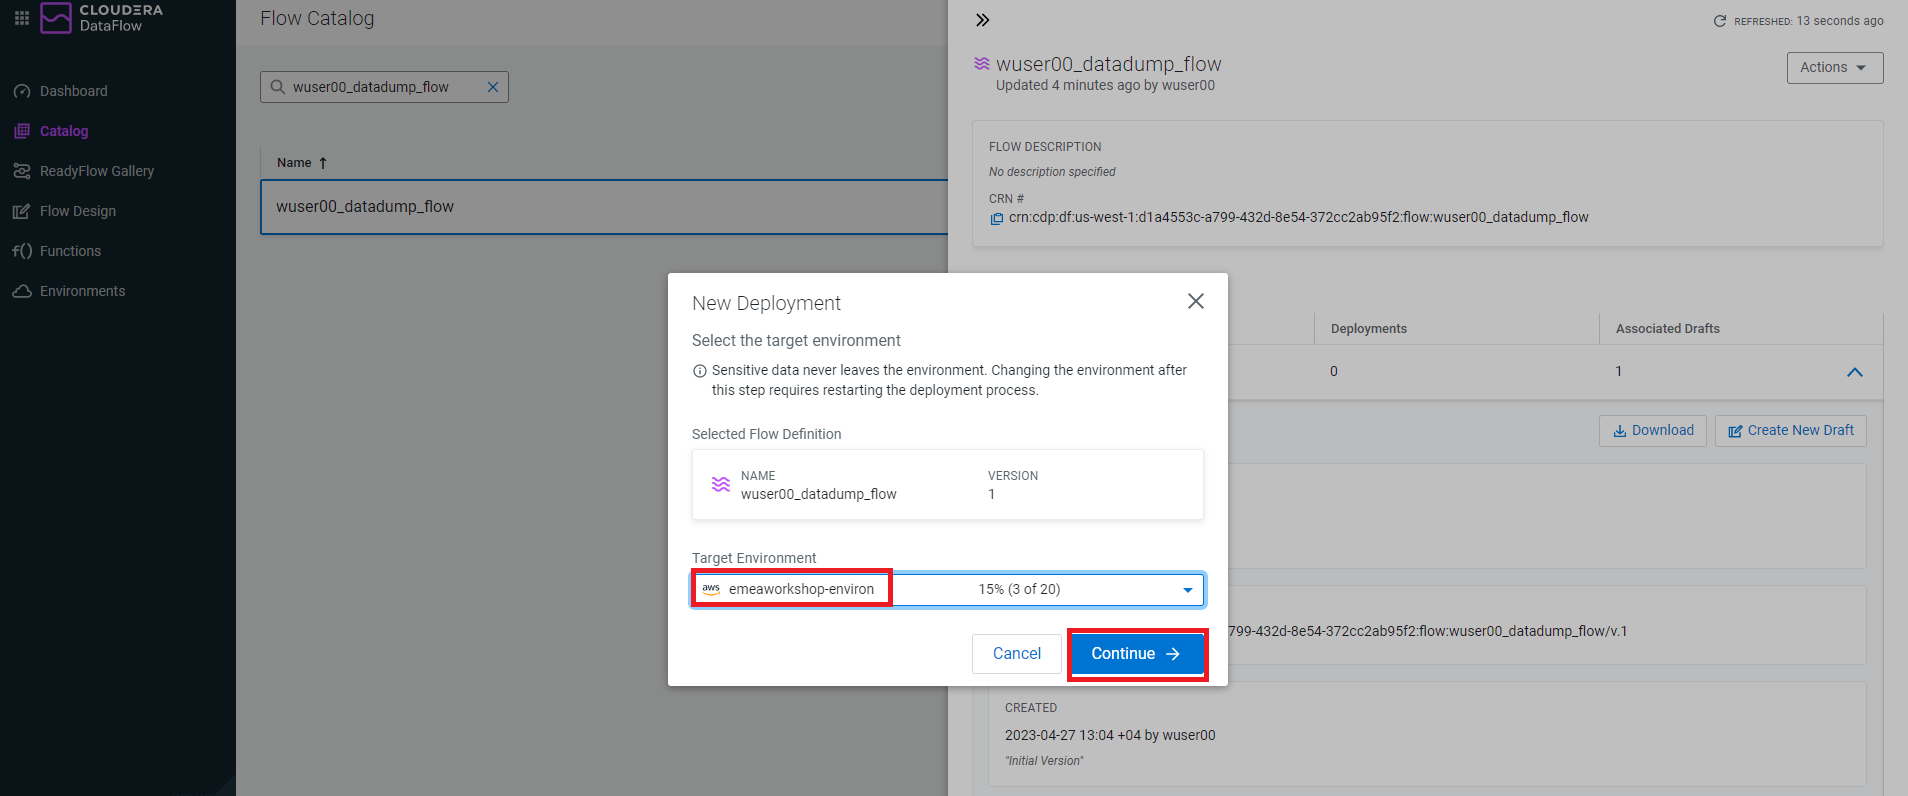 CLOUDERA
DataFlow
Dashboard
Catalog
ReadyFlow Gallery
Flow Design
f() Functions
Environments
Flow Catalog
wuser00_datadump_flow
Name ↑
wuser00_datadump_flow
REFRESHED: 13 seconds ago
wuser00_datadump_flow
Updated 4 minutes ago by wuser00
Actions
FLOW DESCRIPTION
No description specified
CRN #
crn:cdp:df:us-west-1:d1a4553c-a799-432d-8e54-372cc2ab95f2:flow:wuser00_datadump_flow
Deployments
Associated Drafts
0
1
Download
Create New Draft
799-432d-8e54-372cc2ab95f2:flow:wuser00_datadump_flow/v.1
CREATED
2023-04-27 13:04 +04 by wuser00
"Initial Version"
New Deployment
Select the target environment
Sensitive data never leaves the environment. Changing the environment after
this step requires restarting the deployment process.
Selected Flow Definition
NAME
wuser00_datadump_flow
VERSION
1
Target Environment
aws emeaworkshop-environ 15% (3 of 20)
Cancel
Continue →